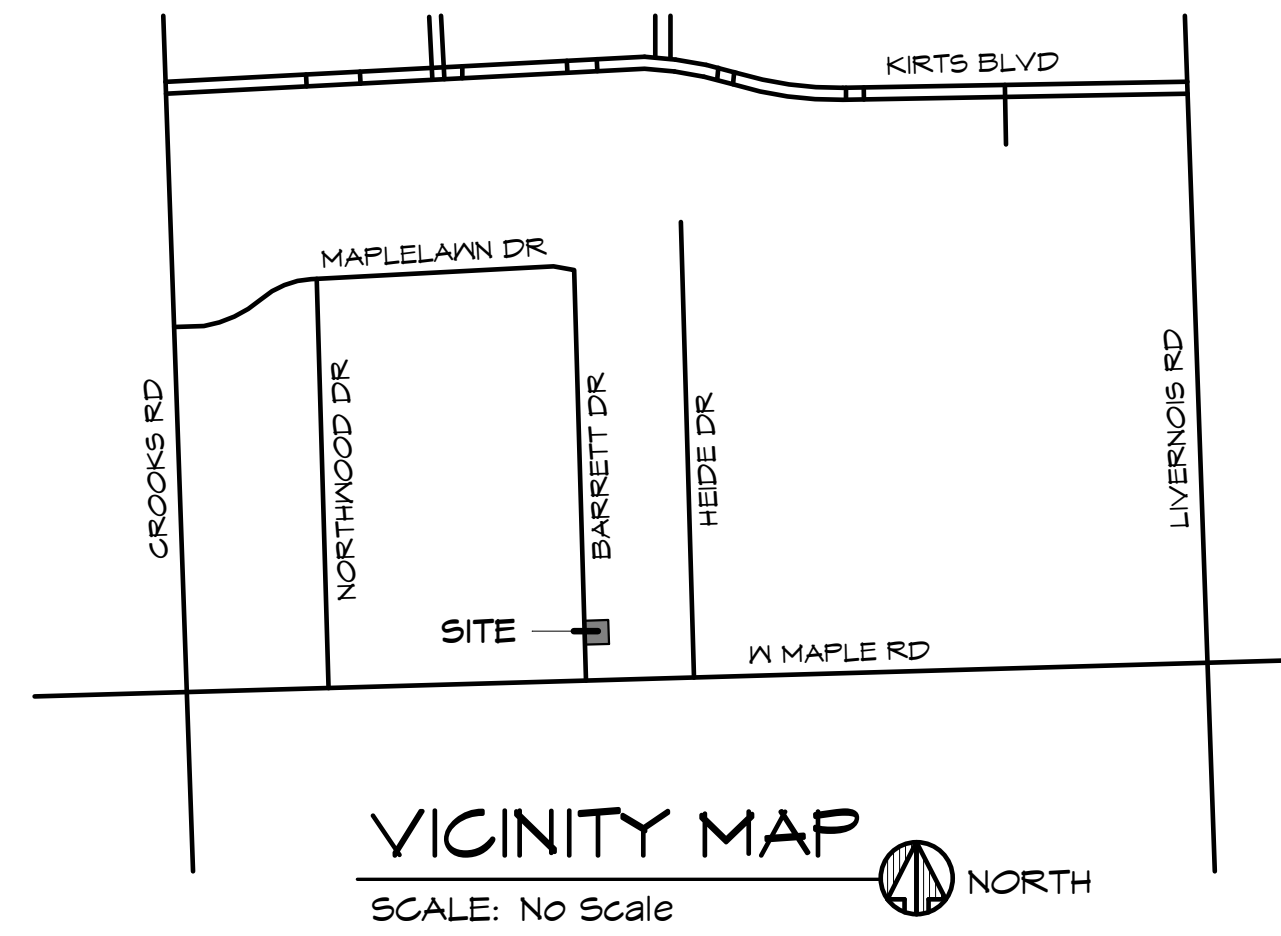 KIRTS BLVD
MAPLELAWN DR
CROOKS RD
NORTHWOOD DR
BARRETT DR
HEIDE DR
LIVERNOIS RD
SITE
W MAPLE RD
VICINITY MAP
NORTH
SCALE: No Scale